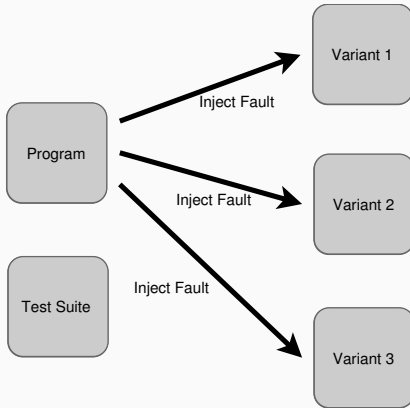 Variant 1
Inject Fault
Program
Inject Fault
Variant 2
Inject Fault
Test Suite
Variant 3